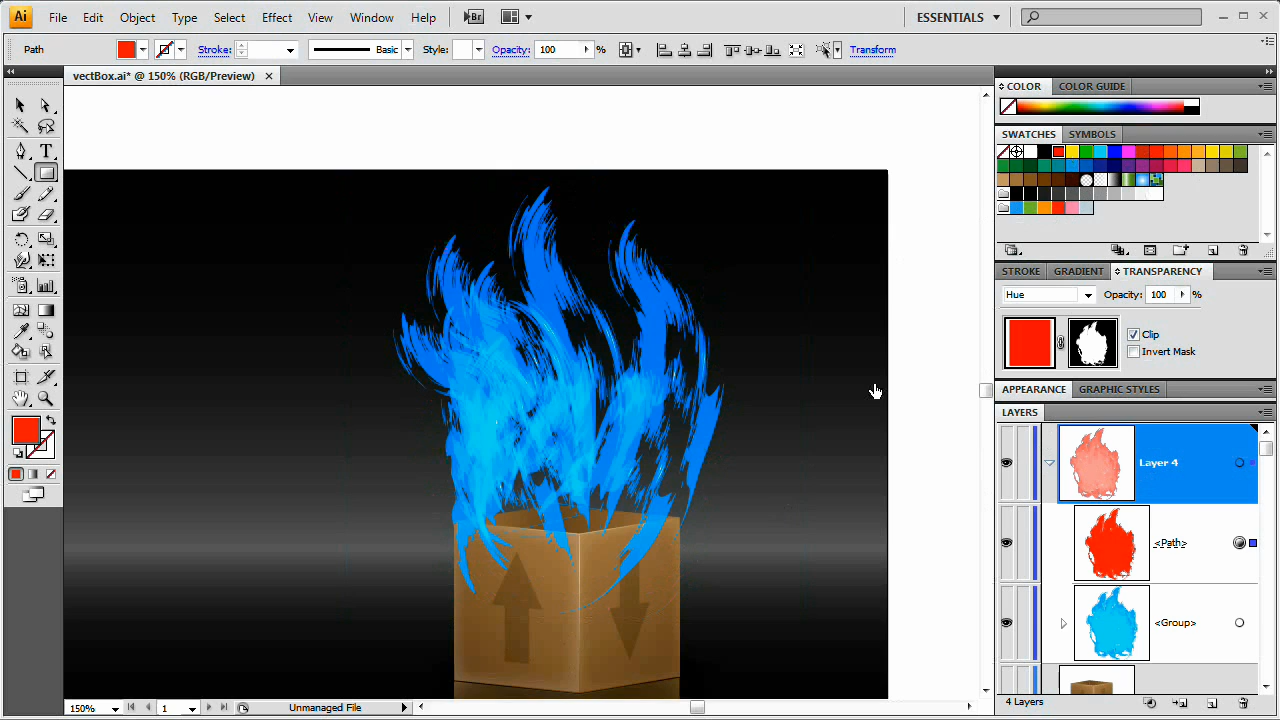 Ai File Edit Object Type Select Effect View Window Help Br ESSENTIALS
Path Stroke: Basic Style: Opacity: 100 % Transform
vectBox.ai* @ 150% (RGB/Preview)
COLOR COLOR GUIDE
SWATCHES SYMBOLS
STROKE GRADIENT TRANSPARENCY
Hue Opacity: 100 %
Clip
Invert Mask
APPEARANCE GRAPHIC STYLES
LAYERS
Layer 4
<Path>
<Group>
4 Layers
150% 1 Unmanaged File